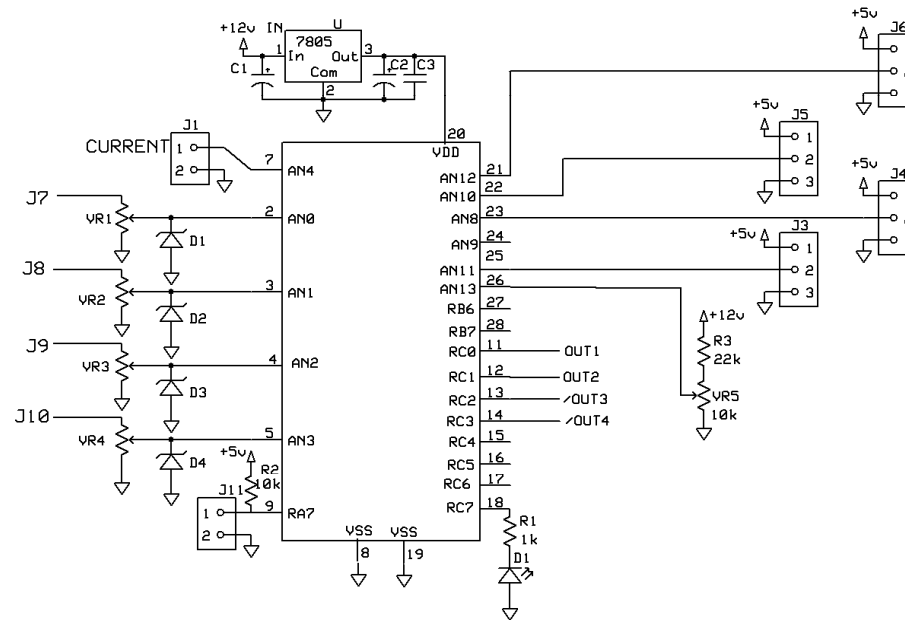 +12v IN U
7805
1 In Out 3
C1 Com C2 C3
2
20
VDD
+5v J6
J1
CURRENT 1
2
7 AN4
21
AN12
22
AN10
+5v J5
1
2
3
+5v J4
J7
VR1
D1
2 AN0
23
AN8
24
AN9
25
AN11
+5v J3
1
2
3
J8
VR2
D2
3 AN1
26
AN13
27
RB6
28
RB7
+12v
R3
22k
VR5
10k
J9
VR3
D3
4 AN2
11
RC0 OUT1
12
RC1 OUT2
13
RC2 /OUT3
14
RC3 /OUT4
J10
VR4
D4
5 AN3
15
RC4
16
RC5
17
RC6
18
RC7
+5v
R2
10k
J11
1
2
9 RA7
VSS VSS
8 19
R1
1k
D1